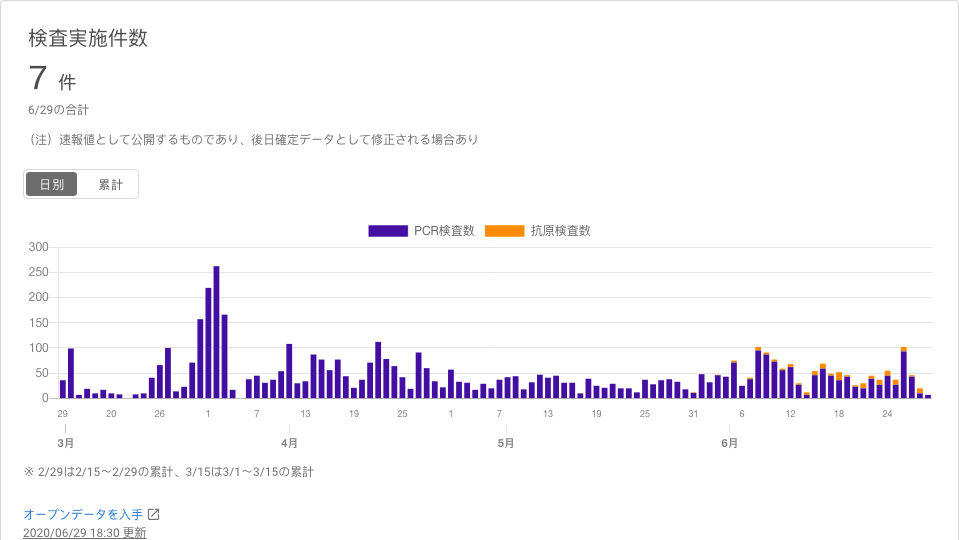 検査実施件数
7 件
6/29の合計
（注）速報値として公開するものであり、後日確定データとして修正される場合あり
日別 累計
PCR検査数 抗原検査数
300
250
200
150
100
50
0
29 20 26 1 7 13 19 25 1 7 13 19 25 31 6 12 18 24
3月 4月 5月 6月
※ 2/29は2/15～2/29の累計、3/15は3/1～3/15の累計
オープンデータを入手
2020/06/29 18:30 更新